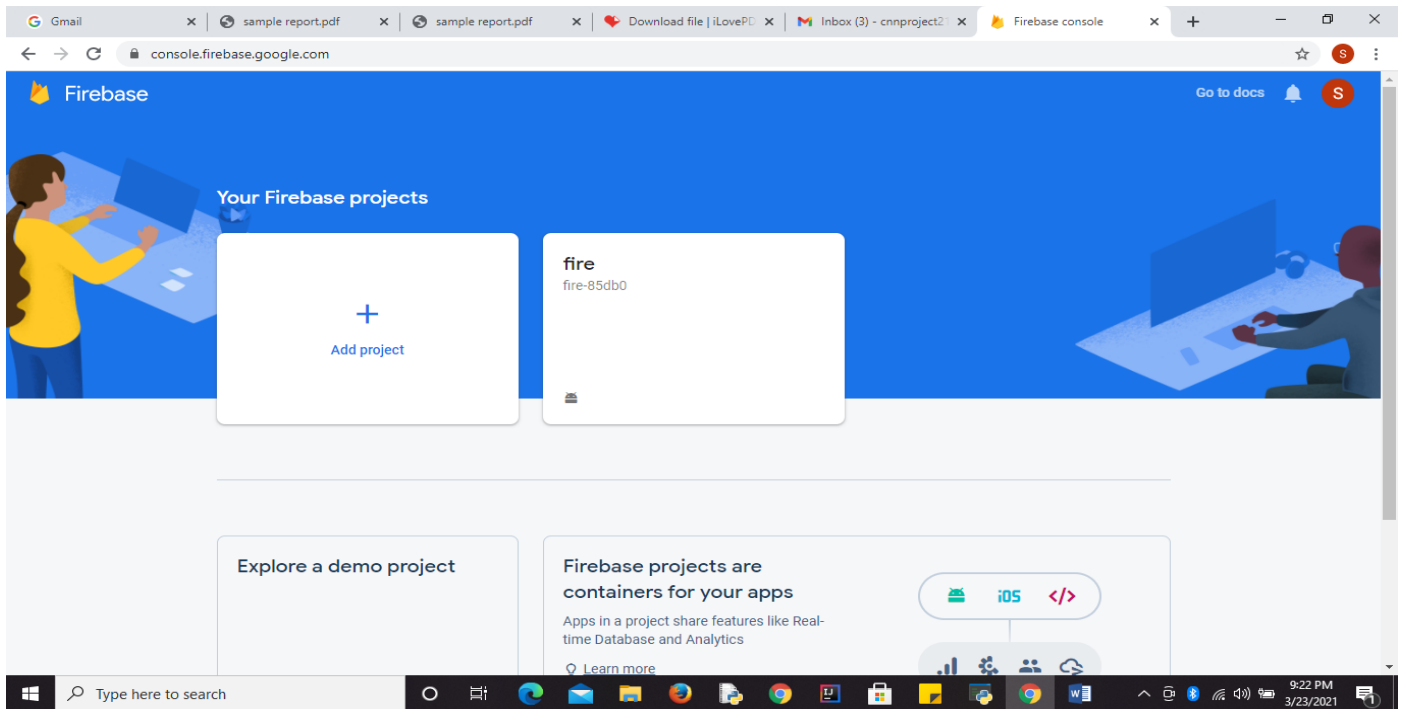 Gmail
sample report.pdf
sample report.pdf
Download file | iLovePD
Inbox (3) - cnnproject21
Firebase console
console.firebase.google.com
S
Firebase
Go to docs
S
Your Firebase projects
Add project
fire
fire-85db0
Explore a demo project
Firebase projects are
containers for your apps
Apps in a project share features like Real-
time Database and Analytics
Learn more
iOS
</>
Type here to search
9:22 PM
3/23/2021